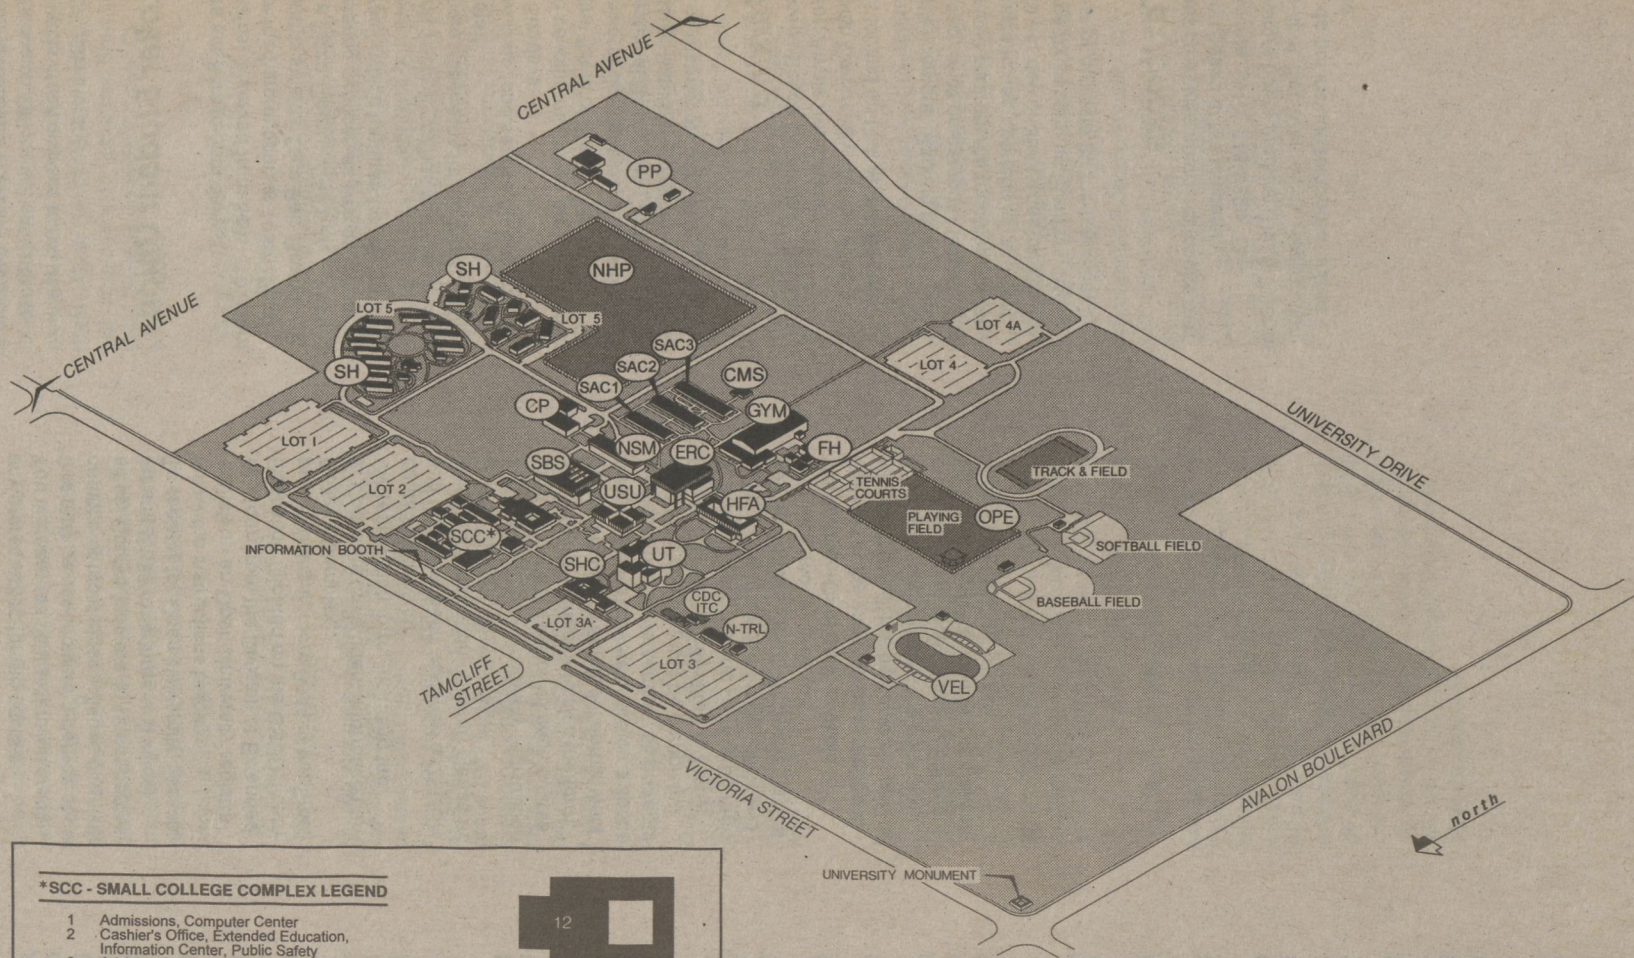 CENTRAL AVENUE
PP
NHP
SH
LOT 5
LOT 5
CENTRAL AVENUE
LOT 4A
SAC3
LOT 4
SAC2
SH
CMS
SAC1
CP
GYM
UNIVERSITY DRIVE
LOT 1
NSM
ERC
FH
SBS
TRACK & FIELD
LOT 2
TENNIS
COURTS
USU
HFA
PLAYING
FIELD
OPE
SCC*
SOFTBALL FIELD
INFORMATION BOOTH
SHC
UT
CDC
ITC
BASEBALL FIELD
LOT 3A
N-TRL
LOT 3
TAMCLIFF
STREET
VEL
VICTORIA STREET
AVALON BOULEVARD
north
UNIVERSITY MONUMENT
*SCC - SMALL COLLEGE COMPLEX LEGEND
1 Admissions, Computer Center
2 Cashier's Office, Extended Education,
Information Center, Public Safety
12